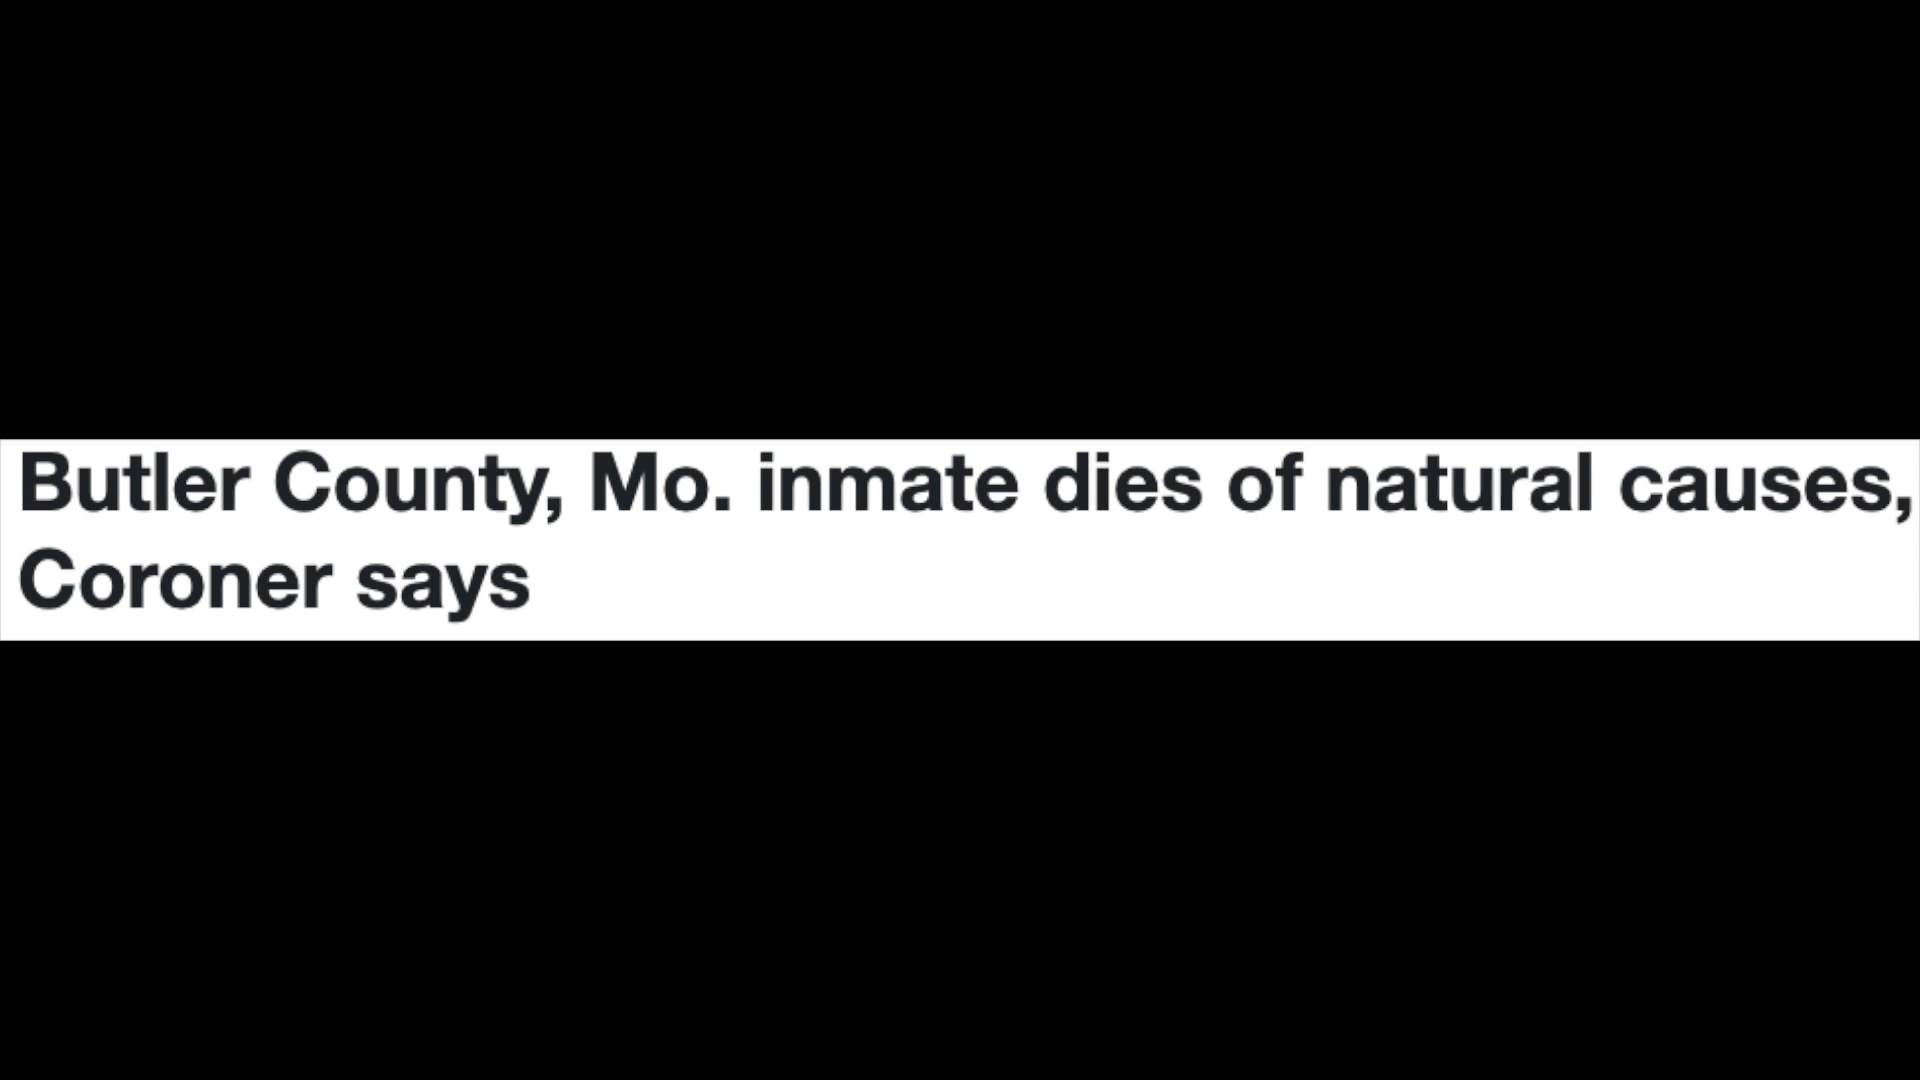 Butler County, Mo. inmate dies of natural causes,
Coroner says